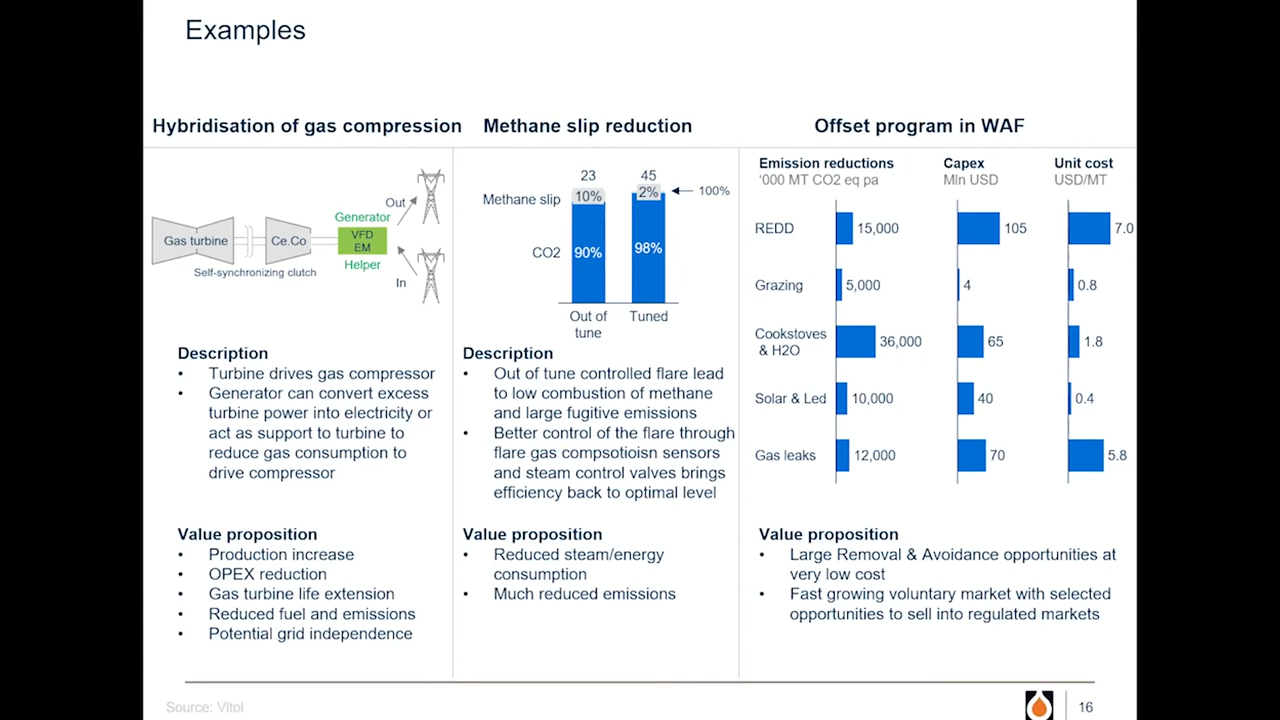 Examples
Hybridisation of gas compression
Out
Generator
Gas turbine
Ce.Co
VFD
EM
Helper
Self-synchronizing clutch
In
Description
• Turbine drives gas compressor
• Generator can convert excess
turbine power into electricity or
act as support to turbine to
reduce gas consumption to
drive compressor
Value proposition
• Production increase
• OPEX reduction
• Gas turbine life extension
• Reduced fuel and emissions
• Potential grid independence
Methane slip reduction
23 45
Methane slip 10% 2% 100%
CO2 90% 98%
Out of
tune
Tuned
Description
• Out of tune controlled flare lead
to low combustion of methane
and large fugitive emissions
• Better control of the flare through
flare gas compsotioisn sensors
and steam control valves brings
efficiency back to optimal level
Value proposition
• Reduced steam/energy
consumption
• Much reduced emissions
Offset program in WAF
Emission reductions Capex Unit cost
‘000 MT CO2 eq pa Mln USD USD/MT
REDD 15,000 105 7.0
Grazing 5,000 4 0.8
Cookstoves
& H2O 36,000 65 1.8
Solar & Led 10,000 40 0.4
Gas leaks 12,000 70 5.8
Value proposition
• Large Removal & Avoidance opportunities at
very low cost
• Fast growing voluntary market with selected
opportunities to sell into regulated markets
Source: Vitol
16